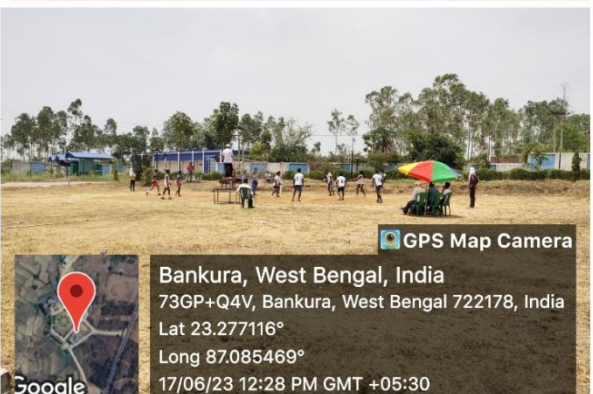 GPS Map Camera
Bankura, West Bengal, India
73GP+Q4V, Bankura, West Bengal 722178, India
Lat 23.277116°
Long 87.085469°
17/06/23 12:28 PM GMT +05:30
Google